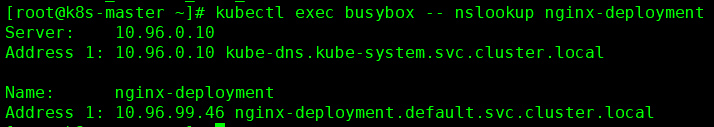 [root@k8s-master ~]# kubectl exec busybox -- nslookup nginx-deployment
Server:    10.96.0.10
Address 1: 10.96.0.10 kube-dns.kube-system.svc.cluster.local

Name:      nginx-deployment
Address 1: 10.96.99.46 nginx-deployment.default.svc.cluster.local